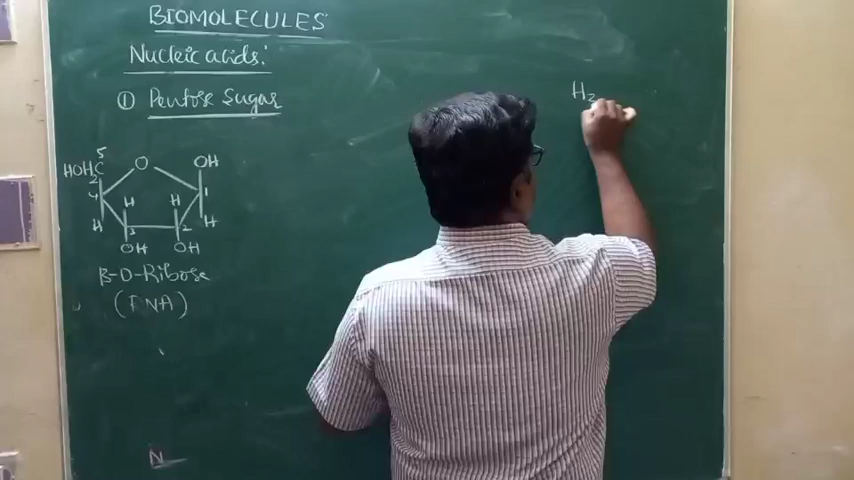 BIOMOLECULES
Nucleic acids:
① Pentose Sugar
HOH₂C 5 O OH
4 H H 1
H 3 2 H
OH OH
β-D-Ribose
(RNA)
N
H₂